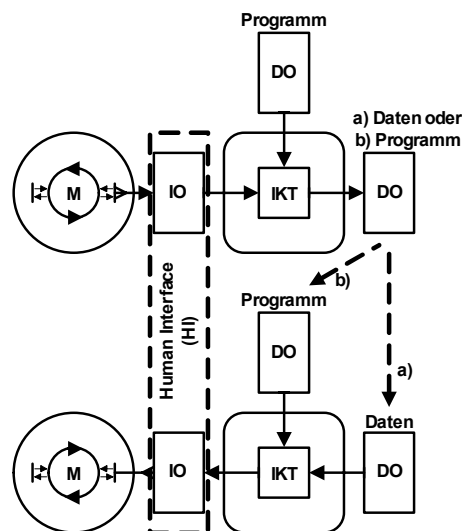 Programm
DO
a) Daten oder
b) Programm
M
IO
IKT
DO
Human Interface
(HI)
b)
Programm
DO
a)
Daten
M
IO
IKT
DO